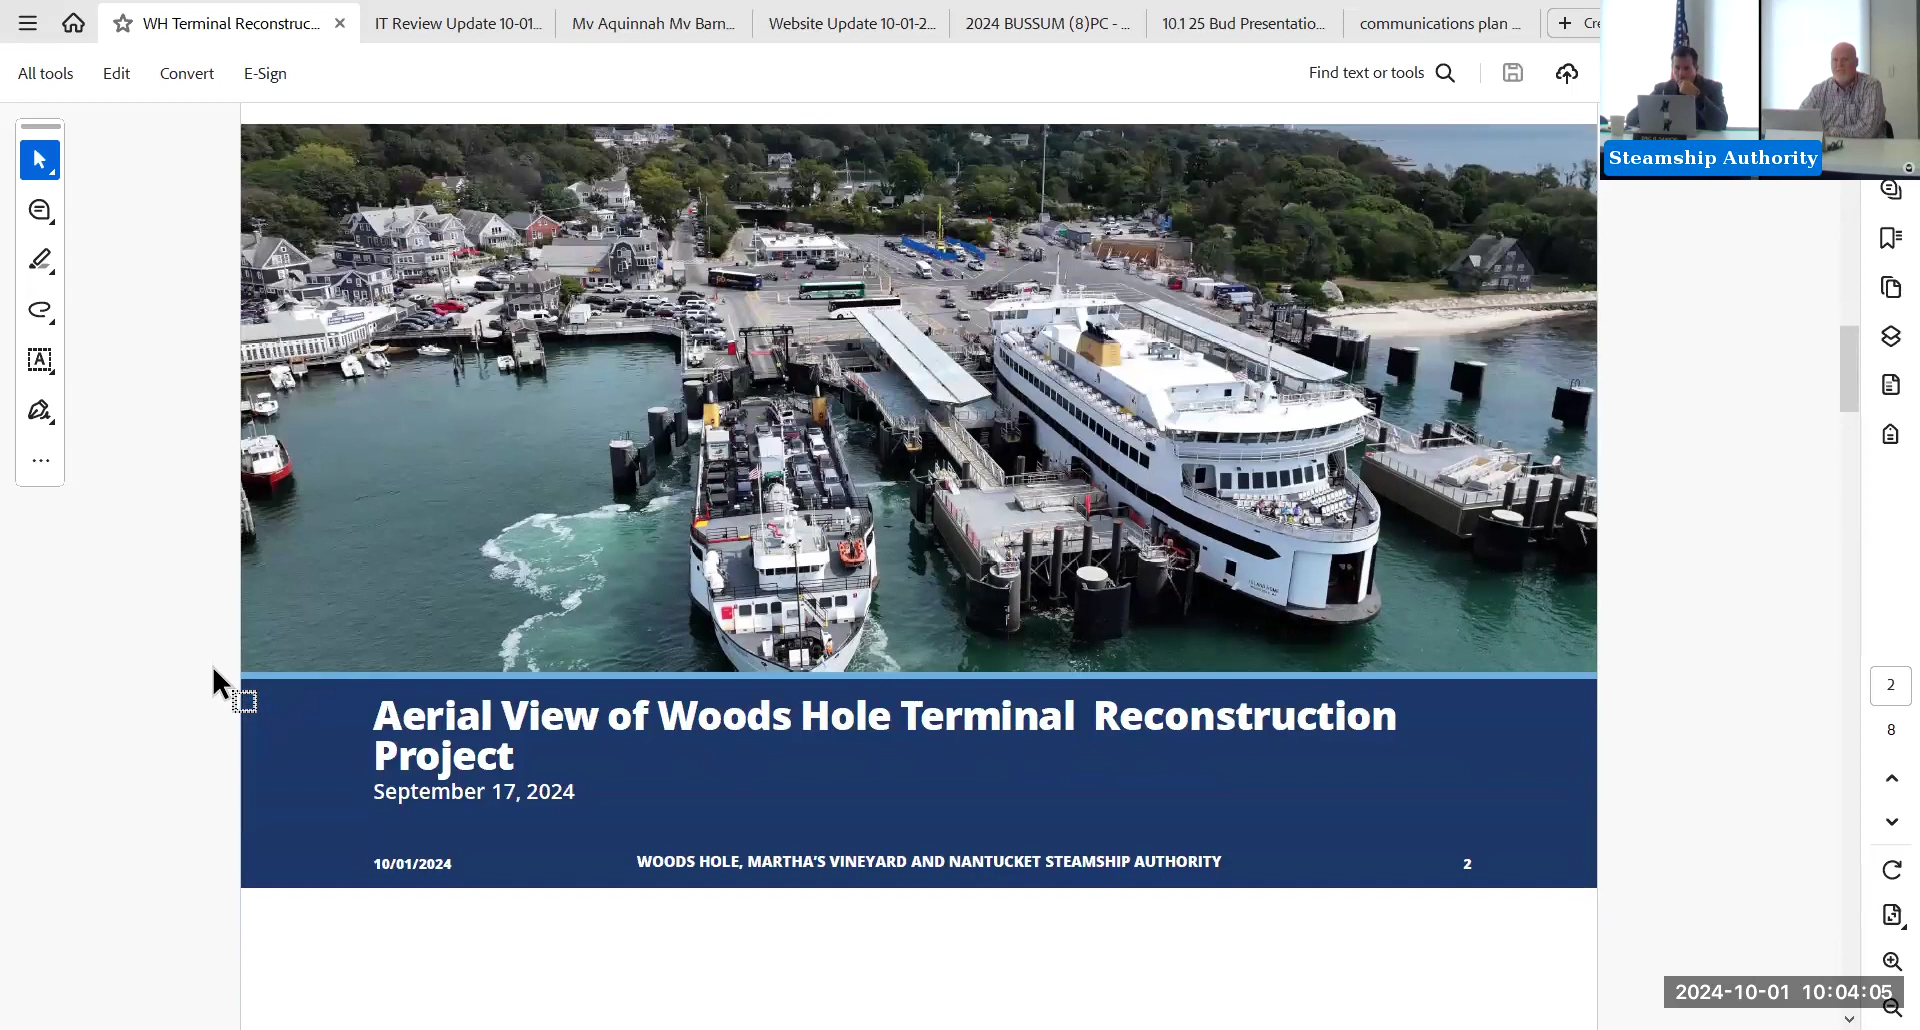 WH Terminal Reconstruc...
IT Review Update 10-01...
Mv Aquinnah Mv Barn...
Website Update 10-01-2...
2024 BUSSUM (8)PC - ...
10.1 25 Bud Presentatio...
communications plan ...
Cre
All tools
Edit
Convert
E-Sign
Find text or tools
Steamship Authority
Aerial View of Woods Hole Terminal Reconstruction
Project
September 17, 2024
10/01/2024
WOODS HOLE, MARTHA'S VINEYARD AND NANTUCKET STEAMSHIP AUTHORITY
2
2
8
2024-10-01 10:04:05